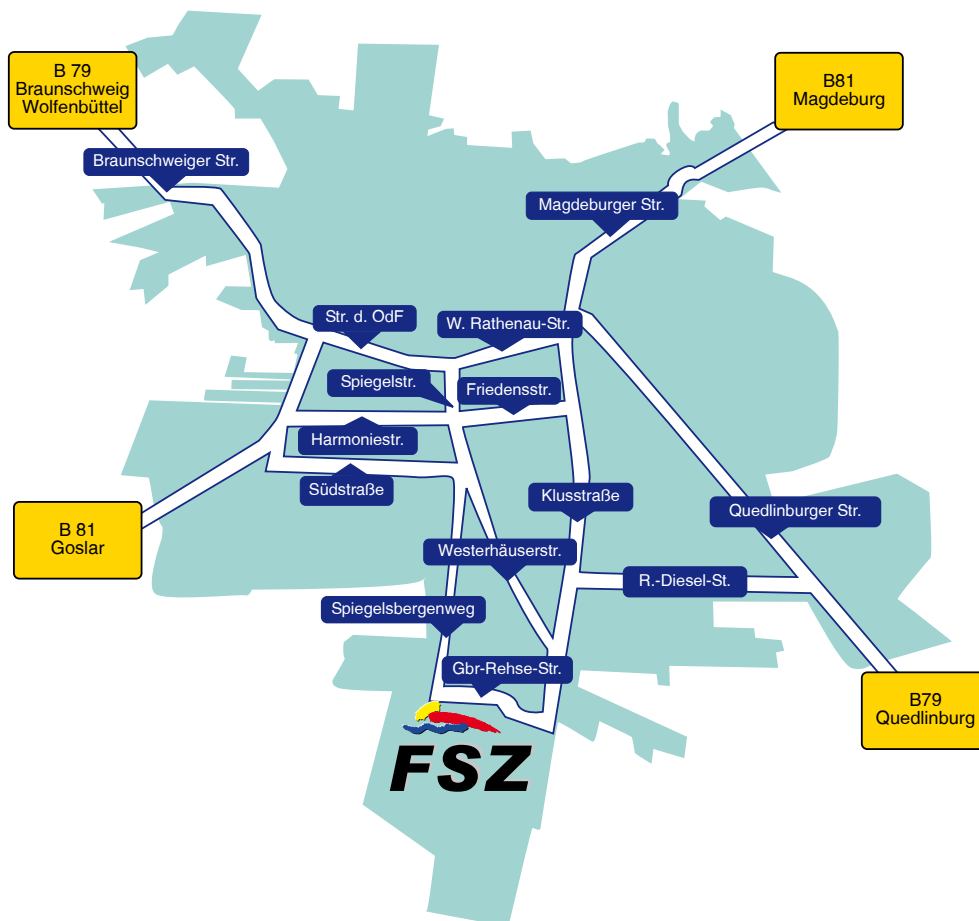 B 79
Braunschweig
Wolfenbüttel
B81
Magdeburg
Braunschweiger Str.
Magdeburger Str.
Str. d. OdF
W. Rathenau-Str.
Spiegelstr.
Friedensstr.
Harmoniestr.
Südstraße
Klusstraße
Quedlinburger Str.
B 81
Goslar
Westerhäuserstr.
R.-Diesel-St.
Spiegelsbergenweg
Gbr-Rehse-Str.
B79
Quedlinburg
FSZ